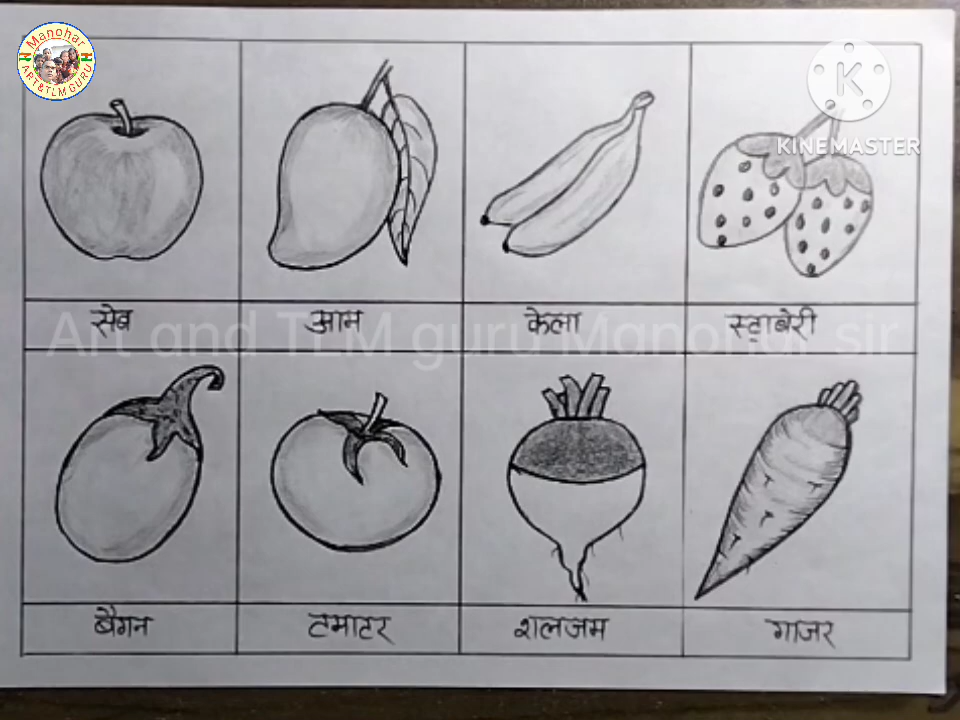 Manohar
ART&TLM GURU
K
KINEMASTER
सेब आम केला स्ट्राबेरी
Art and TLM guru Manohar sir
बैगन टमाटर शलजम गाजर